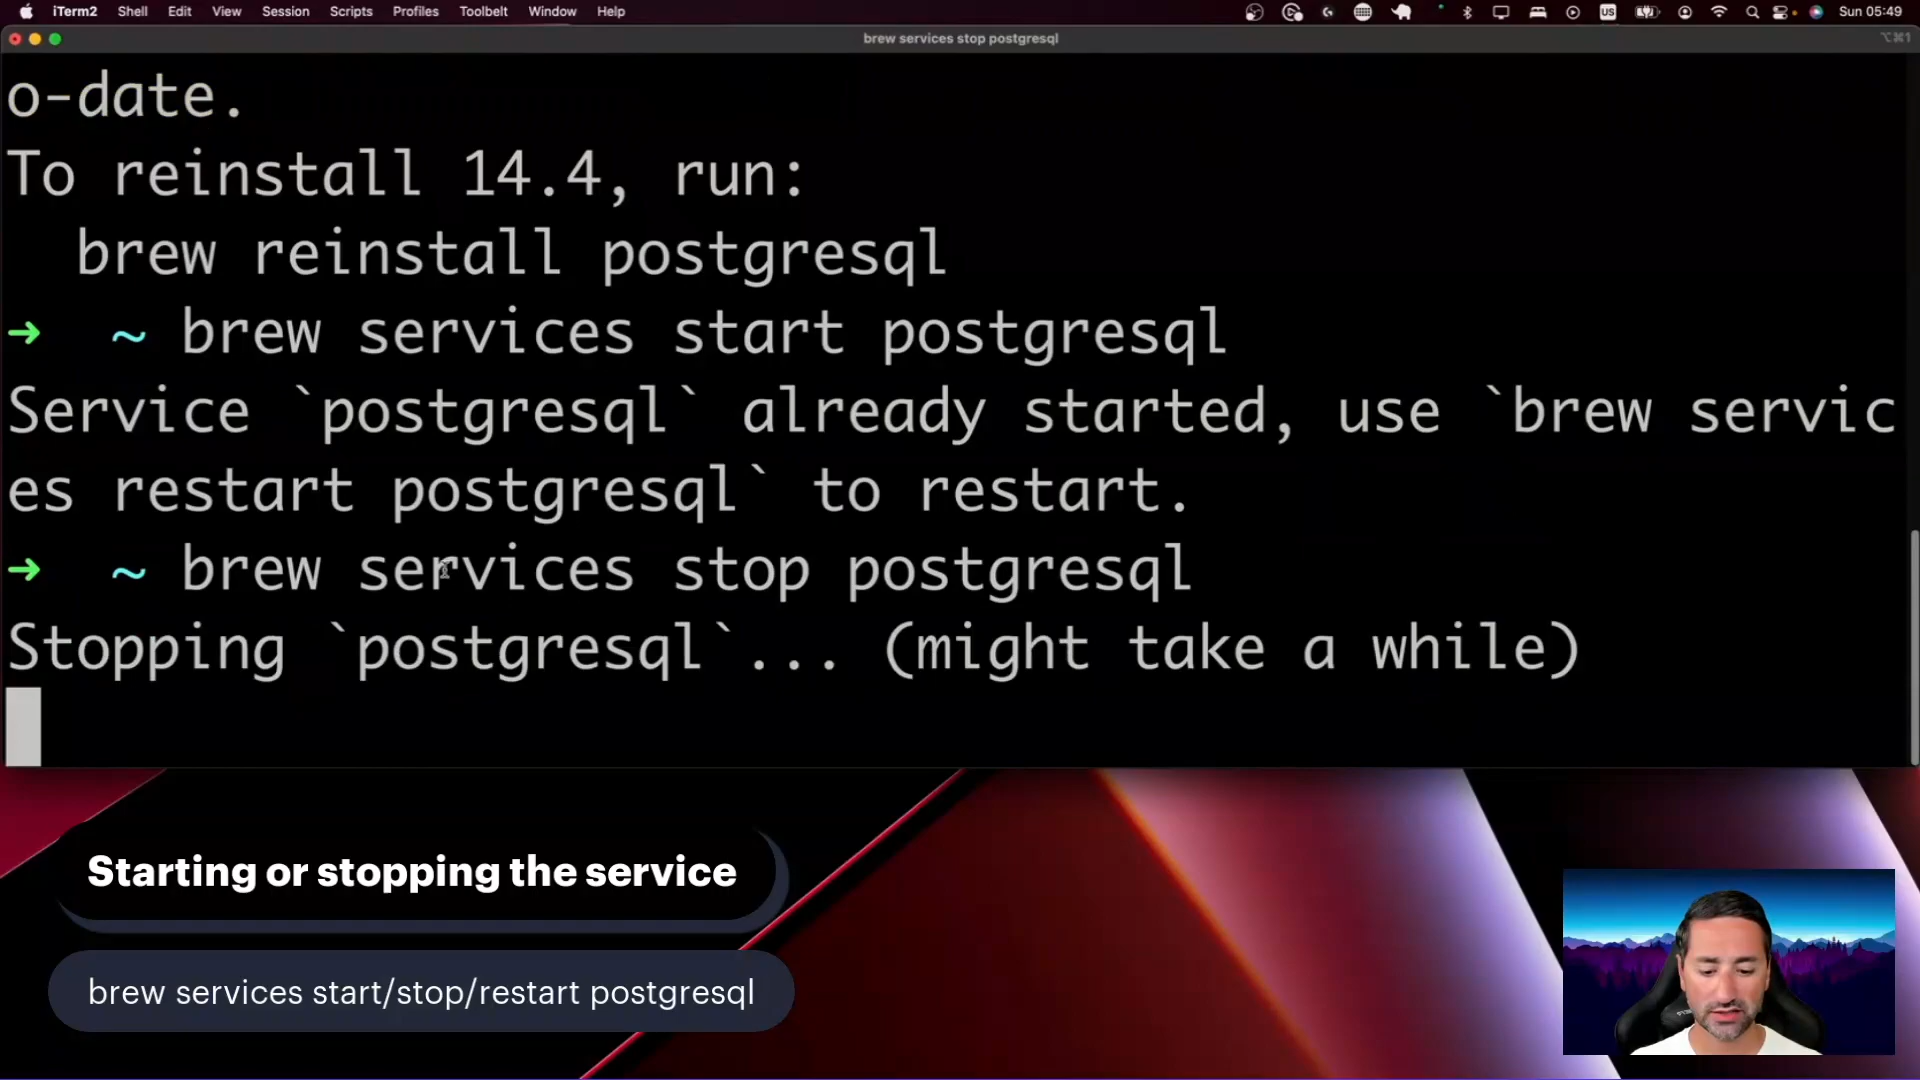 iTerm2 Shell Edit View Session Scripts Profiles Toolbelt Window Help US Sun 05:49
brew services stop postgresql ⌥⌘1
o-date.
To reinstall 14.4, run:
  brew reinstall postgresql
➜  ~ brew services start postgresql
Service `postgresql` already started, use `brew servic
es restart postgresql` to restart.
➜  ~ brew services stop postgresql
Stopping `postgresql`... (might take a while)
Starting or stopping the service
brew services start/stop/restart postgresql